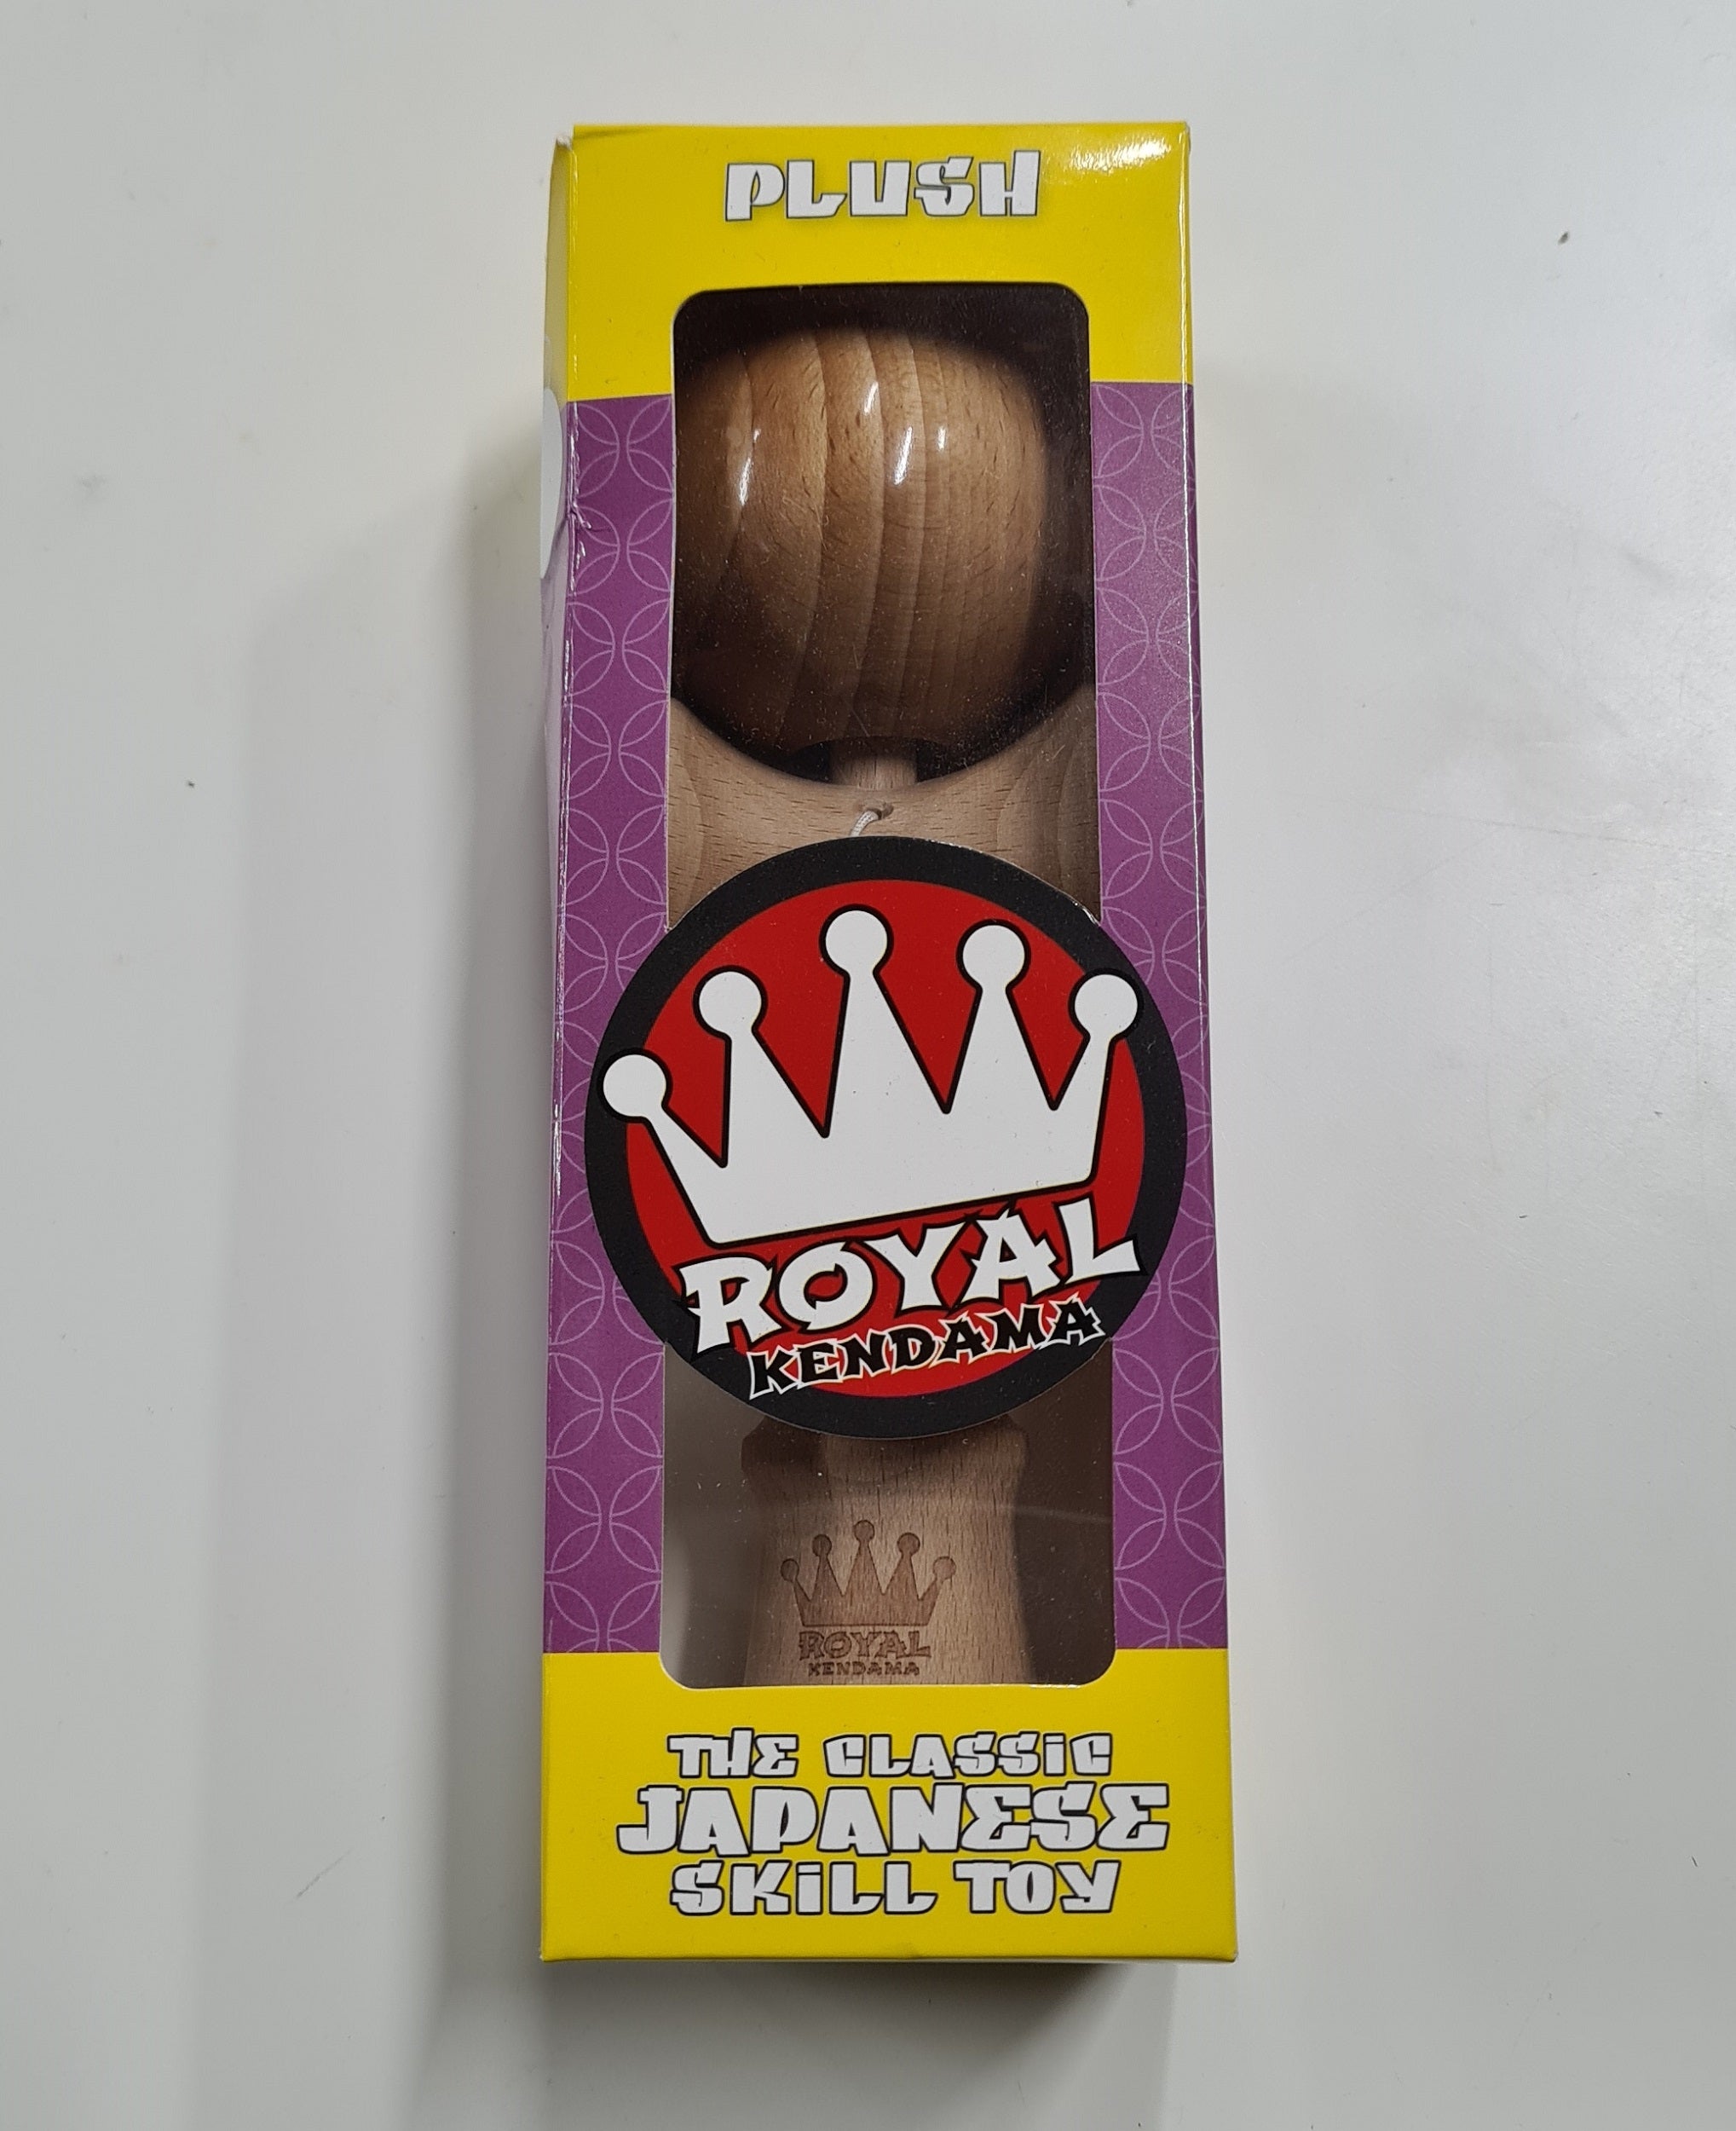 PLUSH
ROYAL
KENDAMA
ROYAL
KENDAMA
THE CLASSIC
JAPANESE
SKILL TOY